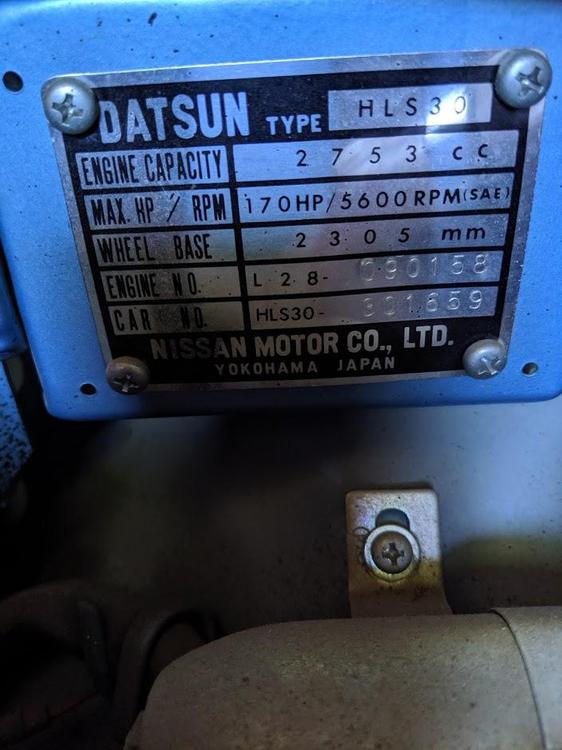 DATSUN TYPE HLS30
ENGINE CAPACITY 2753 cc
MAX. HP / RPM 170HP/5600RPM(SAE)
WHEEL BASE 2305 mm
ENGINE NO. L28- 090158
CAR NO. HLS30- 301659
NISSAN MOTOR CO., LTD.
YOKOHAMA JAPAN